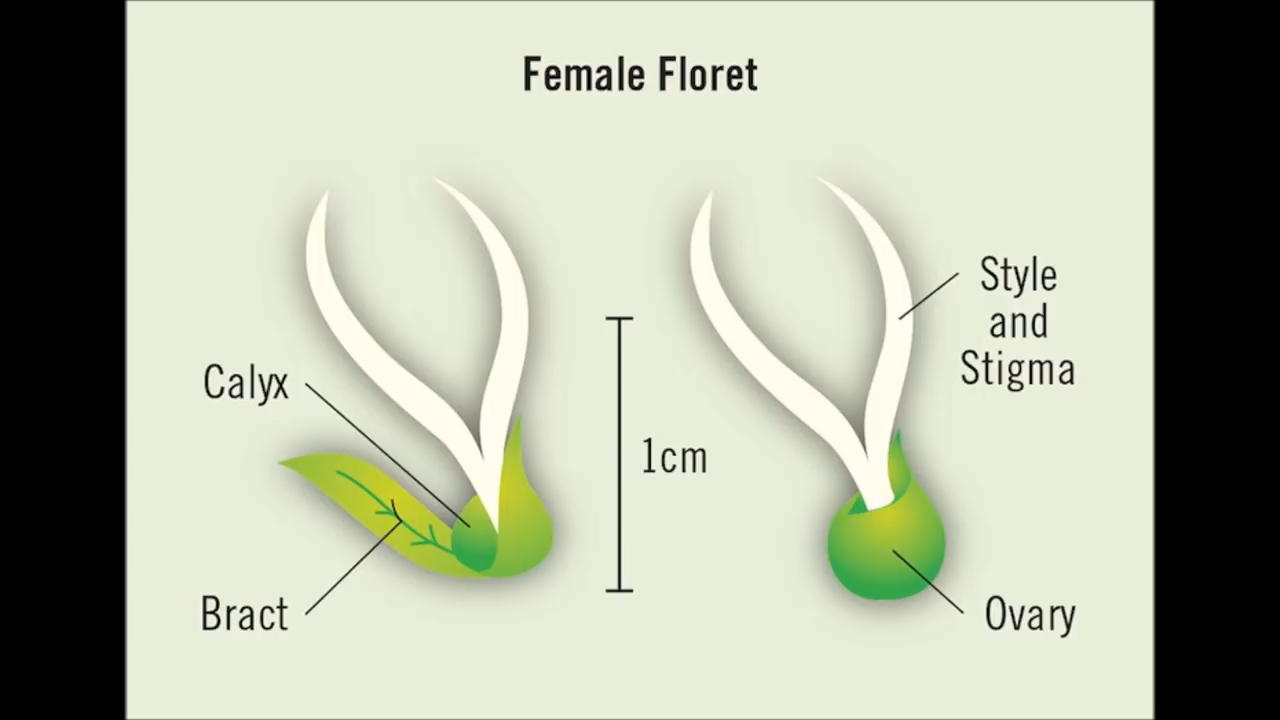 Female Floret
Style
and
Stigma
Calyx
1cm
Bract
Ovary